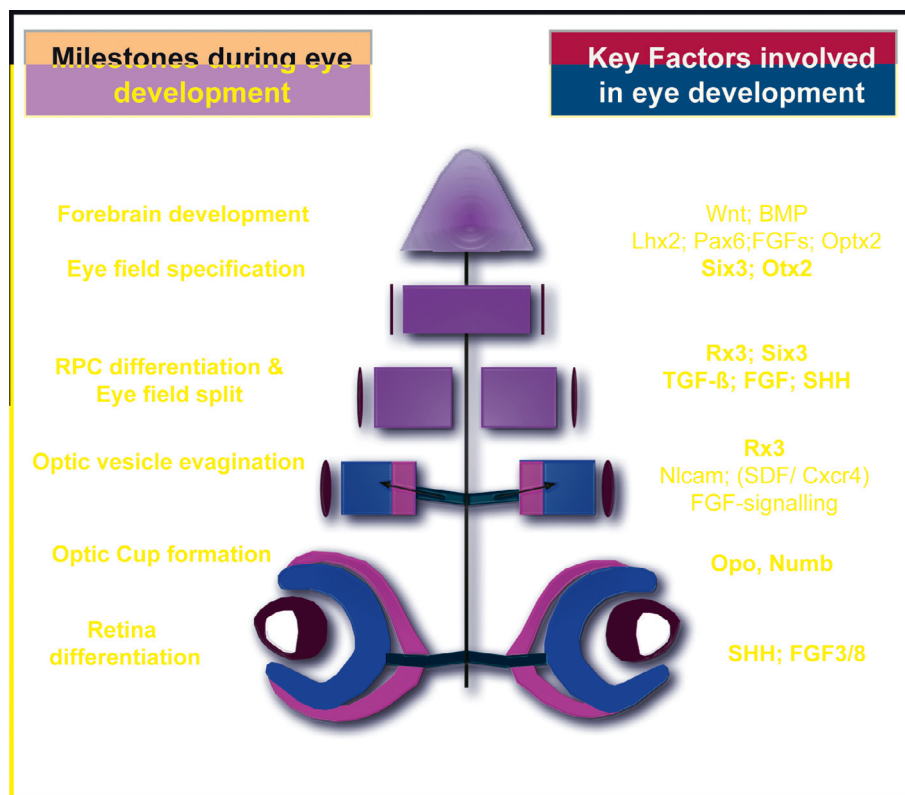 Milestones during eye
development
Key Factors involved
in eye development
Forebrain development
Wnt; BMP
Lhx2; Pax6;FGFs; Optx2
Eye field specification
Six3; Otx2
RPC differentiation &
Eye field split
Rx3; Six3
TGF-ß; FGF; SHH
Optic vesicle evagination
Rx3
Nlcam; (SDF/ Cxcr4)
FGF-signalling
Optic Cup formation
Opo, Numb
Retina
differentiation
SHH; FGF3/8